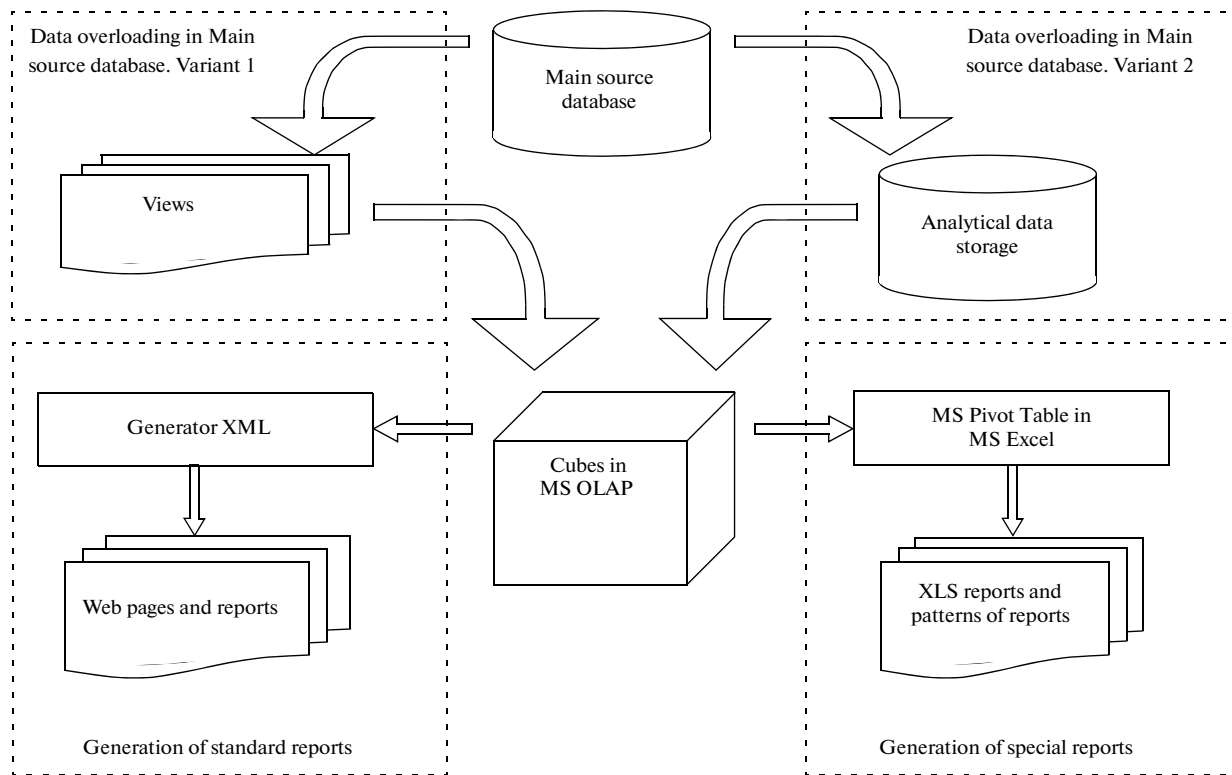 Data overloading in Main
source database. Variant 1
Main source
database
Data overloading in Main
source database. Variant 2
Views
Analytical data
storage
Generator XML
Cubes in
MS OLAP
MS Pivot Table in
MS Excel
Web pages and reports
XLS reports and
patterns of reports
Generation of standard reports
Generation of special reports